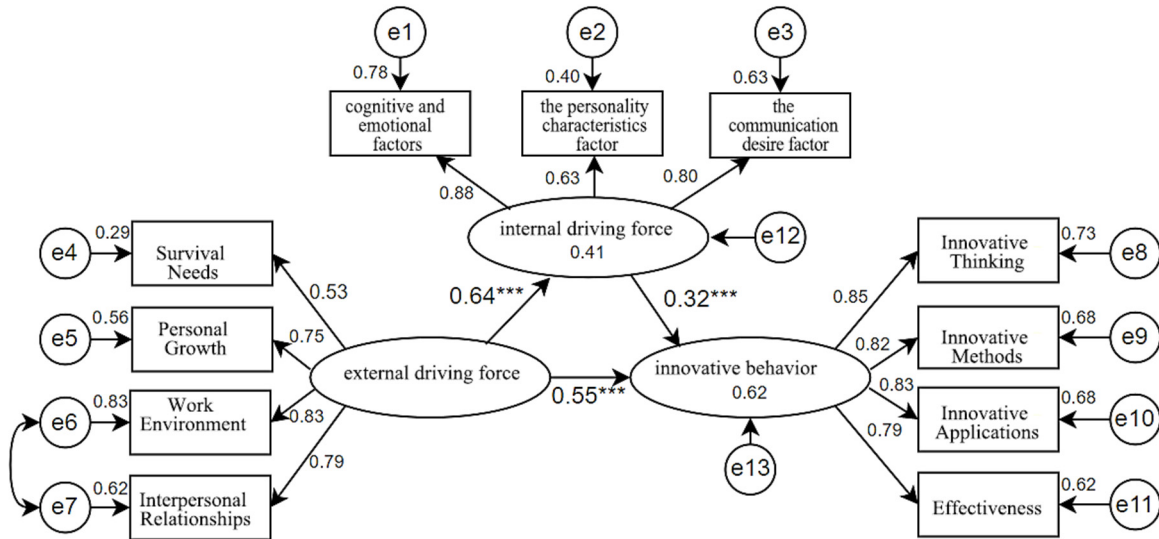 e1
e2
e3
0.78
0.40
0.63
cognitive and
emotional
factors
the personality
characteristics
factor
the
communication
desire factor
0.88
0.63
0.80
internal driving force
0.41
e12
e4
0.29
Survival
Needs
0.53
e5
0.56
Personal
Growth
0.75
e6
0.83
Work
Environment
0.83
e7
0.62
Interpersonal
Relationships
0.79
external driving force
0.64***
0.32***
0.55***
innovative behavior
0.62
e13
0.85
Innovative
Thinking
0.73
e8
0.82
Innovative
Methods
0.68
e9
0.83
Innovative
Applications
0.68
e10
0.79
Effectiveness
0.62
e11